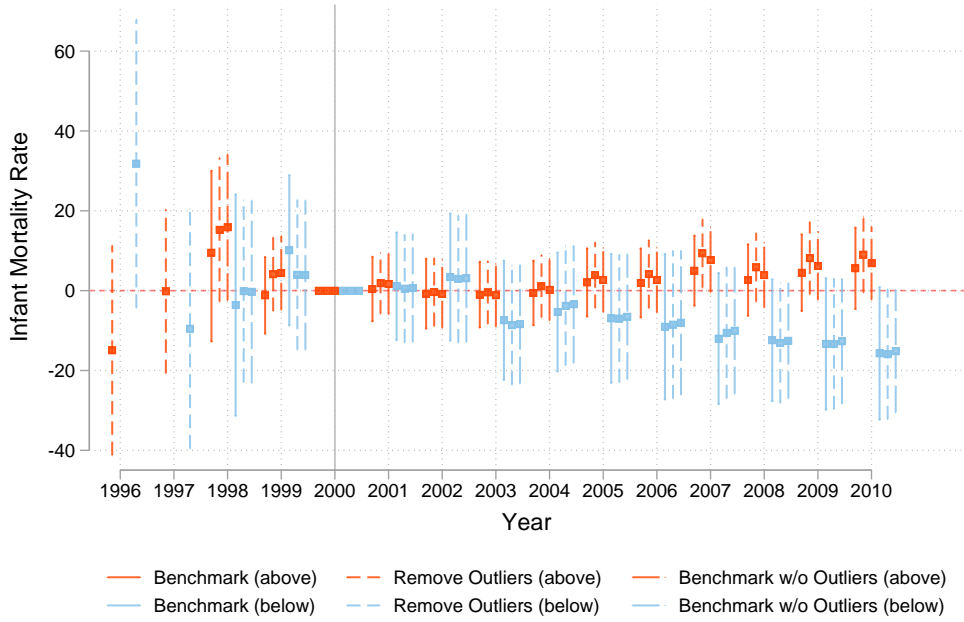 60
40
20
0
-20
-40
Infant Mortality Rate
1996 1997 1998 1999 2000 2001 2002 2003 2004 2005 2006 2007 2008 2009 2010
Year
Benchmark (above) Remove Outliers (above) Benchmark w/o Outliers (above)
Benchmark (below) Remove Outliers (below) Benchmark w/o Outliers (below)